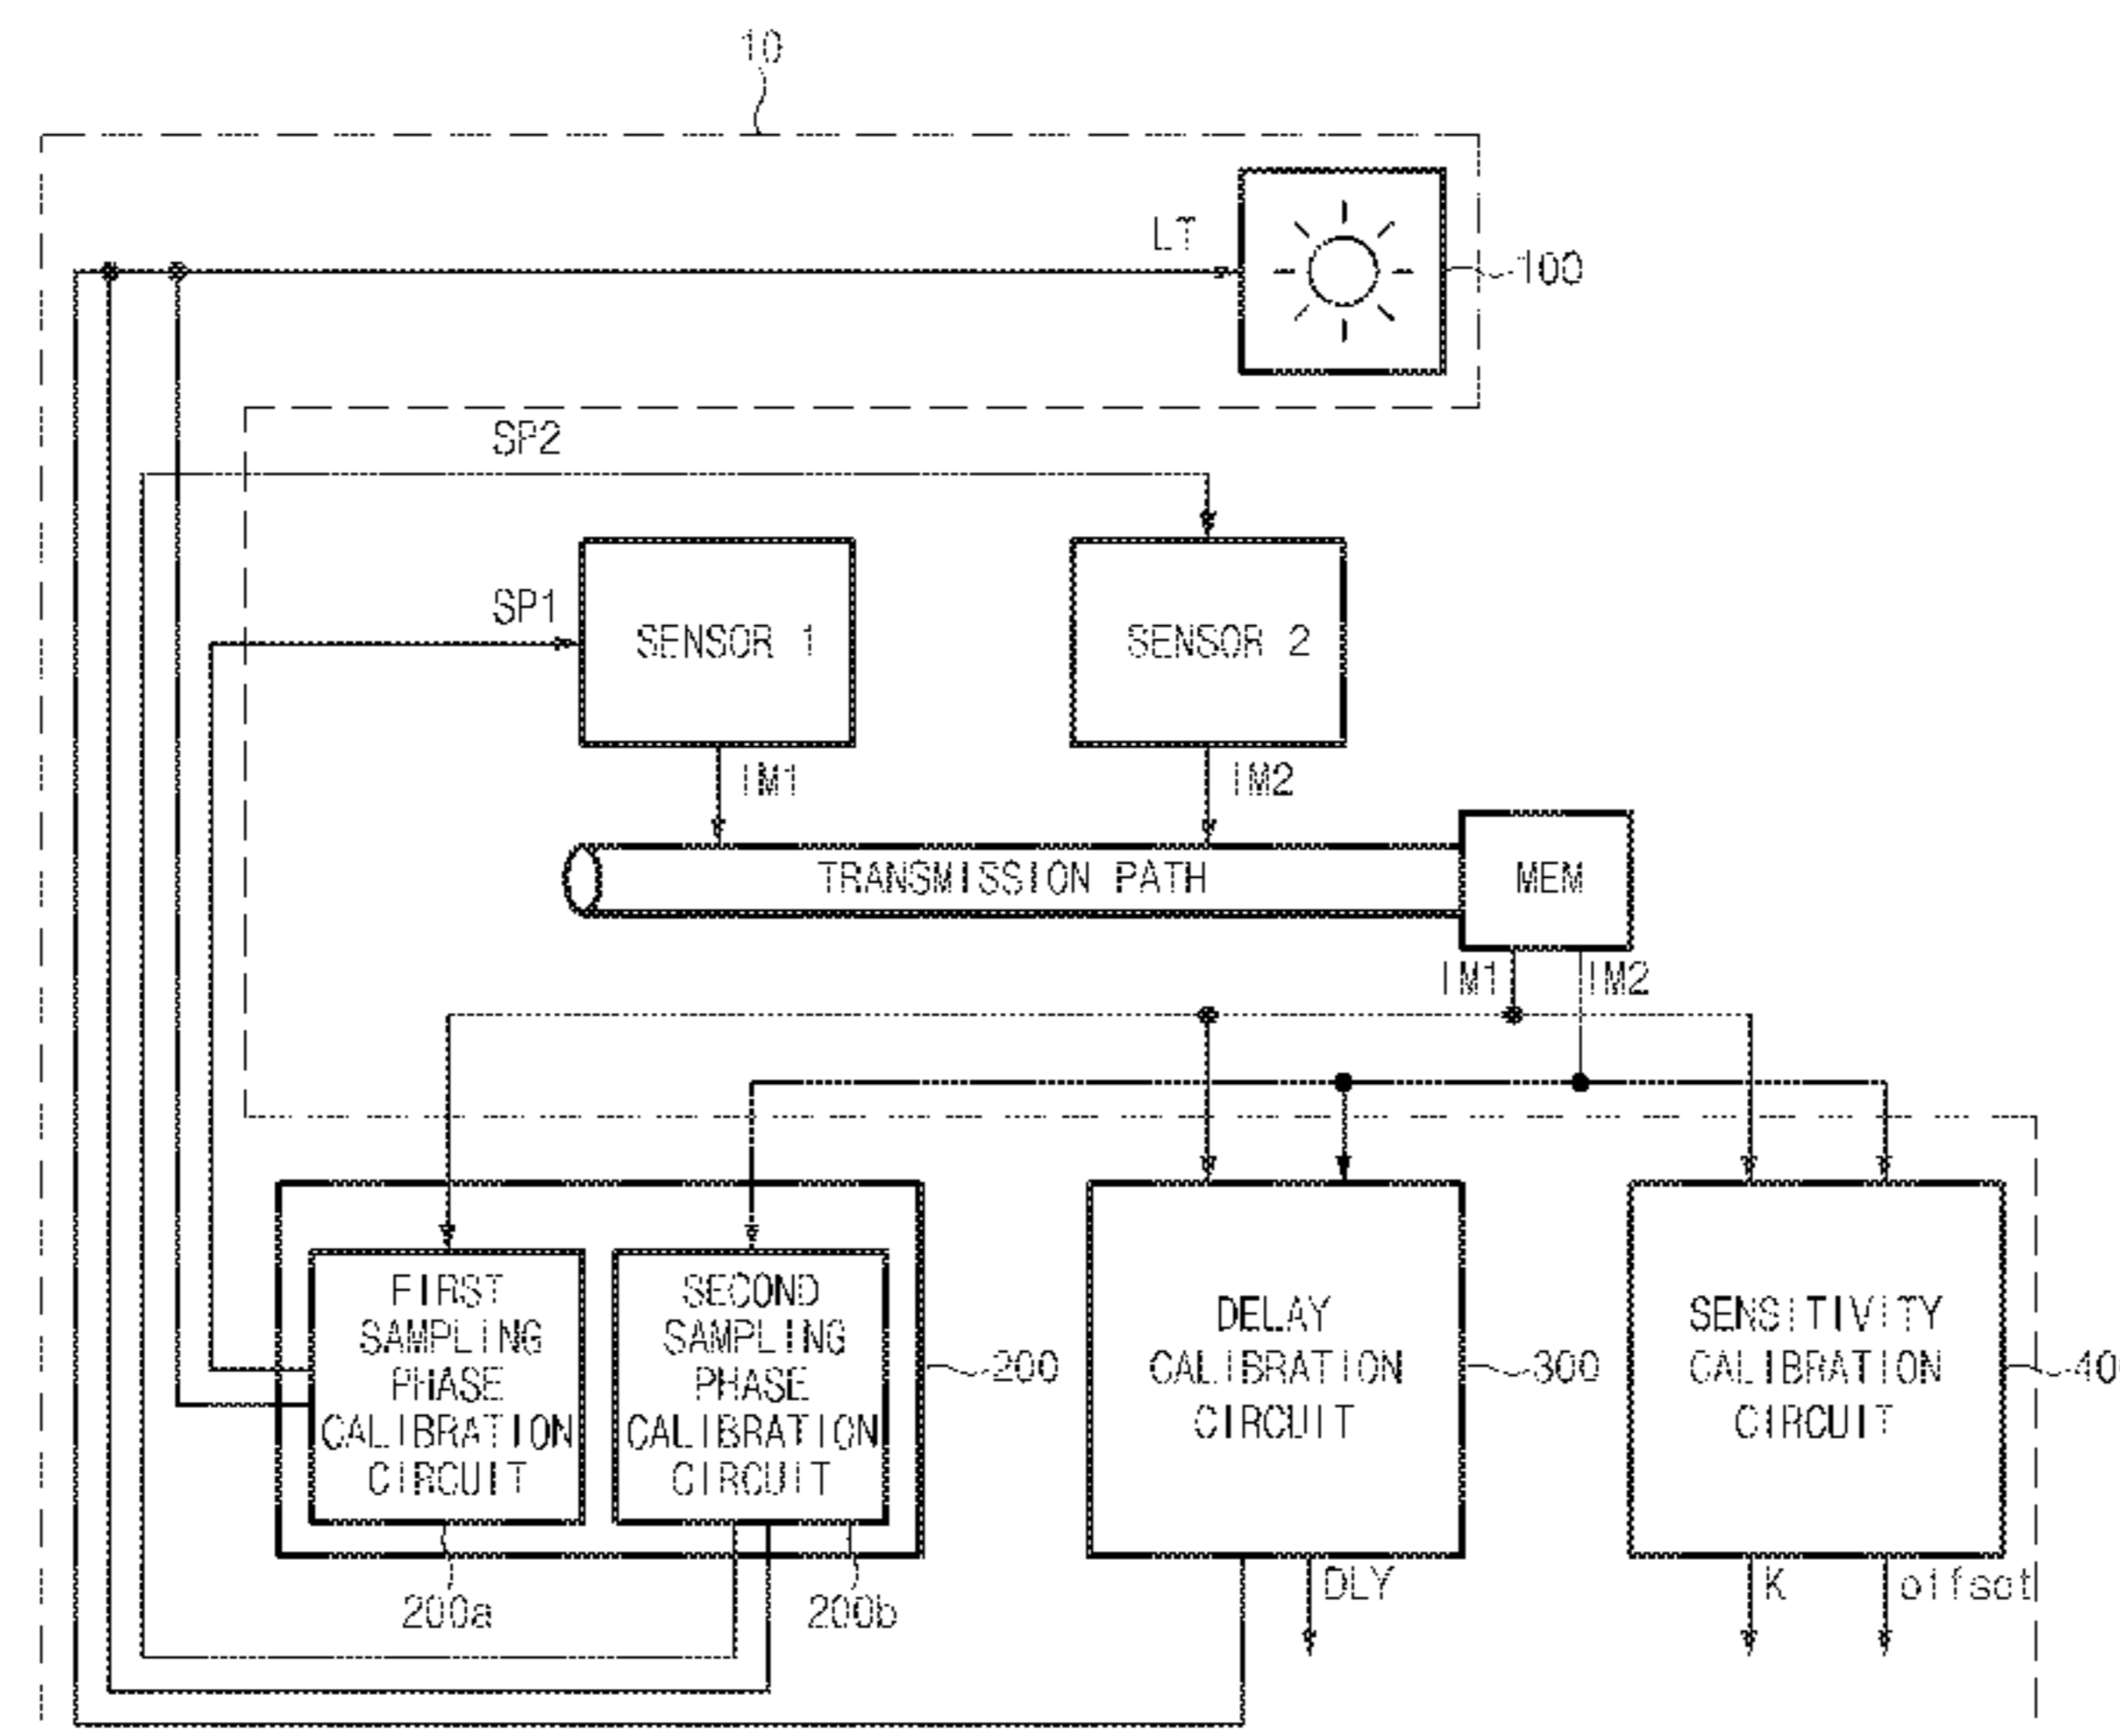 10
LT
100
SP2
SP1
SENSOR 1
SENSOR 2
IM1
IM2
TRANSMISSION PATH
MEM
IM1
IM2
FIRST
SAMPLING
PHASE
CALIBRATION
CIRCUIT
SECOND
SAMPLING
PHASE
CALIBRATION
CIRCUIT
200
DELAY
CALIBRATION
CIRCUIT
300
SENSITIVITY
CALIBRATION
CIRCUIT
200a
200b
DLY
K
offset